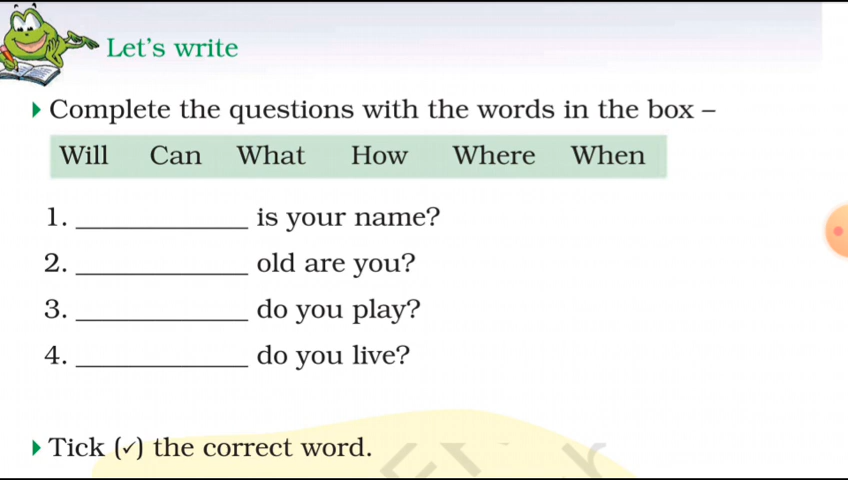 Let's write
Complete the questions with the words in the box –
Will Can What How Where When
1. ____________ is your name?
2. ____________ old are you?
3. ____________ do you play?
4. ____________ do you live?
Tick (✓) the correct word.